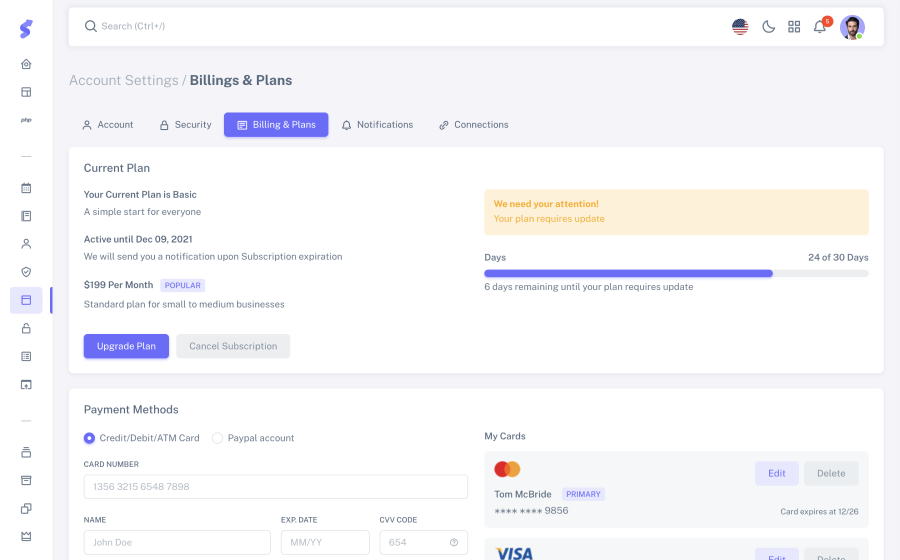 Search (Ctrl+/)
5
php
Account Settings / Billings & Plans
Account
Security
Billing & Plans
Notifications
Connections
Current Plan
Your Current Plan is Basic
A simple start for everyone
Active until Dec 09, 2021
We will send you a notification upon Subscription expiration
$199 Per Month POPULAR
Standard plan for small to medium businesses
Upgrade Plan
Cancel Subscription
We need your attention!
Your plan requires update
Days 24 of 30 Days
6 days remaining until your plan requires update
Payment Methods
Credit/Debit/ATM Card
Paypal account
CARD NUMBER
1356 3215 6548 7898
NAME
John Doe
EXP. DATE
MM/YY
CVV CODE
654
My Cards
Edit
Delete
Tom McBride PRIMARY
**** **** 9856
Card expires at 12/26
VISA
Edit
Delete